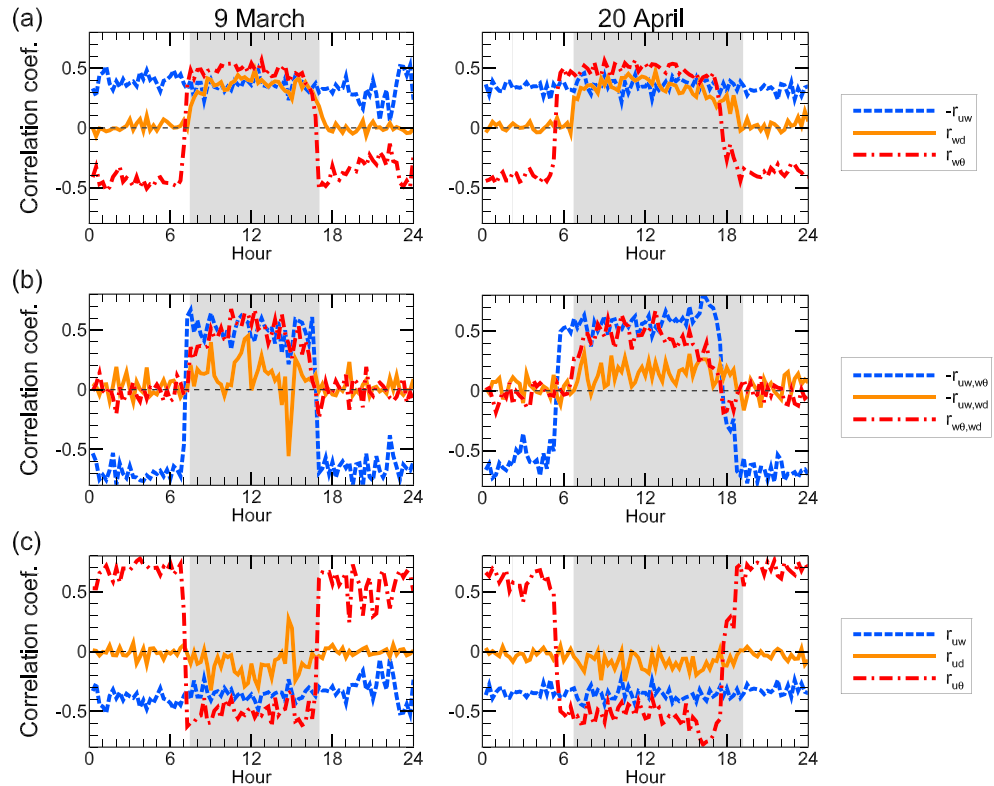 (a)
9 March
20 April
Correlation coef.
0.5
0
-0.5
0 6 12 18 24
Hour
0.5
0
-0.5
0 6 12 18 24
Hour
-r_uw
r_wd
r_wθ
(b)
Correlation coef.
0.5
0
-0.5
0 6 12 18 24
Hour
0.5
0
-0.5
0 6 12 18 24
Hour
-r_uw,wθ
-r_uw,wd
r_wθ,wd
(c)
Correlation coef.
0.5
0
-0.5
0 6 12 18 24
Hour
0.5
0
-0.5
0 6 12 18 24
Hour
r_uw
r_ud
r_uθ